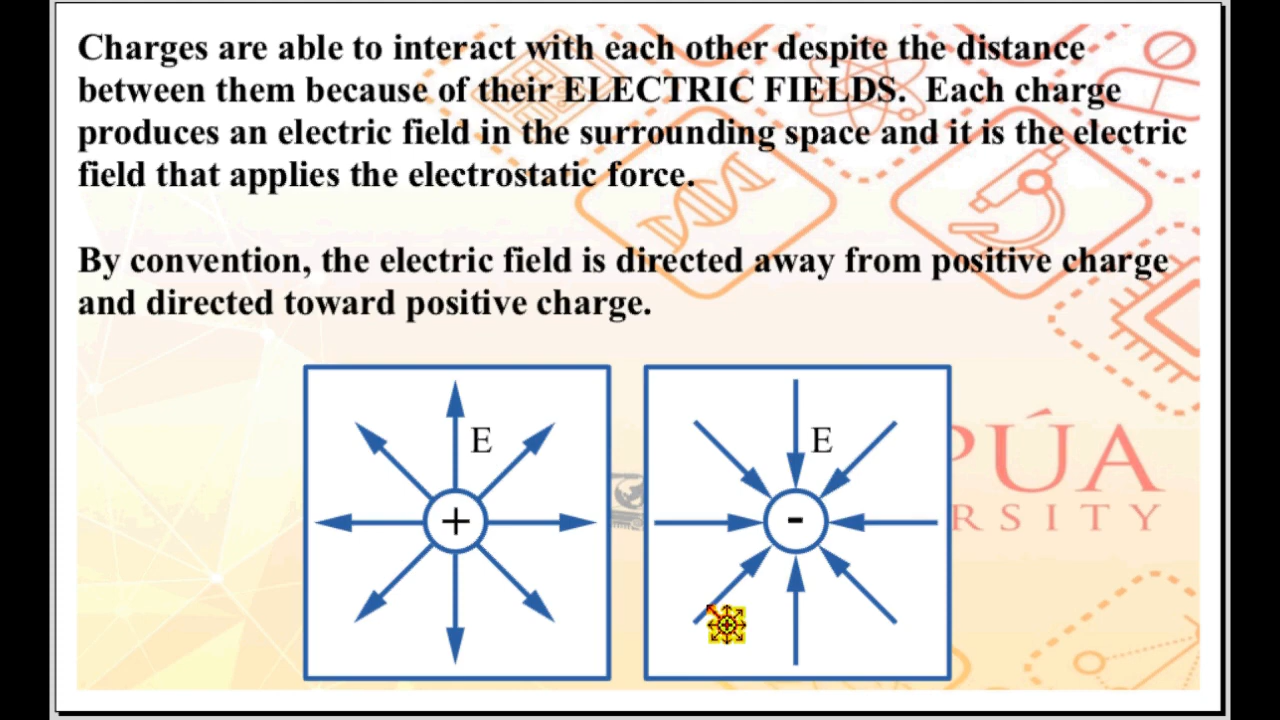 Charges are able to interact with each other despite the distance
between them because of their ELECTRIC FIELDS.  Each charge
produces an electric field in the surrounding space and it is the electric
field that applies the electrostatic force.
By convention, the electric field is directed away from positive charge
and directed toward positive charge.
E
E
+
-
PÚA
RSITY